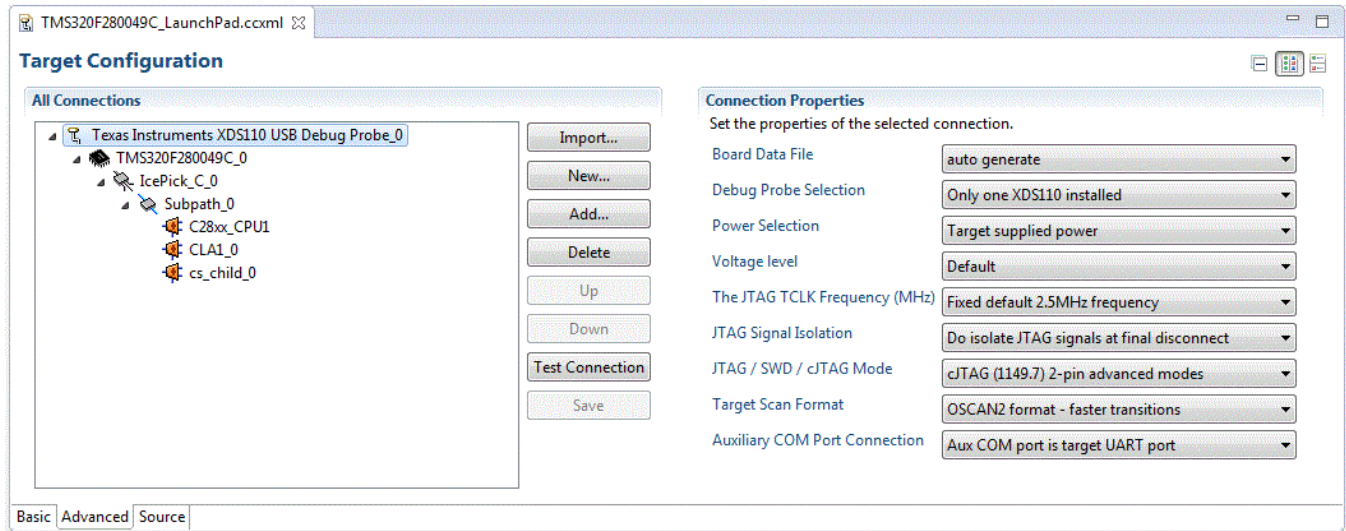 TMS320F280049C_LaunchPad.ccxml
Target Configuration
All Connections
Texas Instruments XDS110 USB Debug Probe_0
TMS320F280049C_0
IcePick_C_0
Subpath_0
C28xx_CPU1
CLA1_0
cs_child_0
Import...
New...
Add...
Delete
Up
Down
Test Connection
Save
Connection Properties
Set the properties of the selected connection.
Board Data File auto generate
Debug Probe Selection Only one XDS110 installed
Power Selection Target supplied power
Voltage level Default
The JTAG TCLK Frequency (MHz) Fixed default 2.5MHz frequency
JTAG Signal Isolation Do isolate JTAG signals at final disconnect
JTAG / SWD / cJTAG Mode cJTAG (1149.7) 2-pin advanced modes
Target Scan Format OSCAN2 format - faster transitions
Auxiliary COM Port Connection Aux COM port is target UART port
Basic Advanced Source